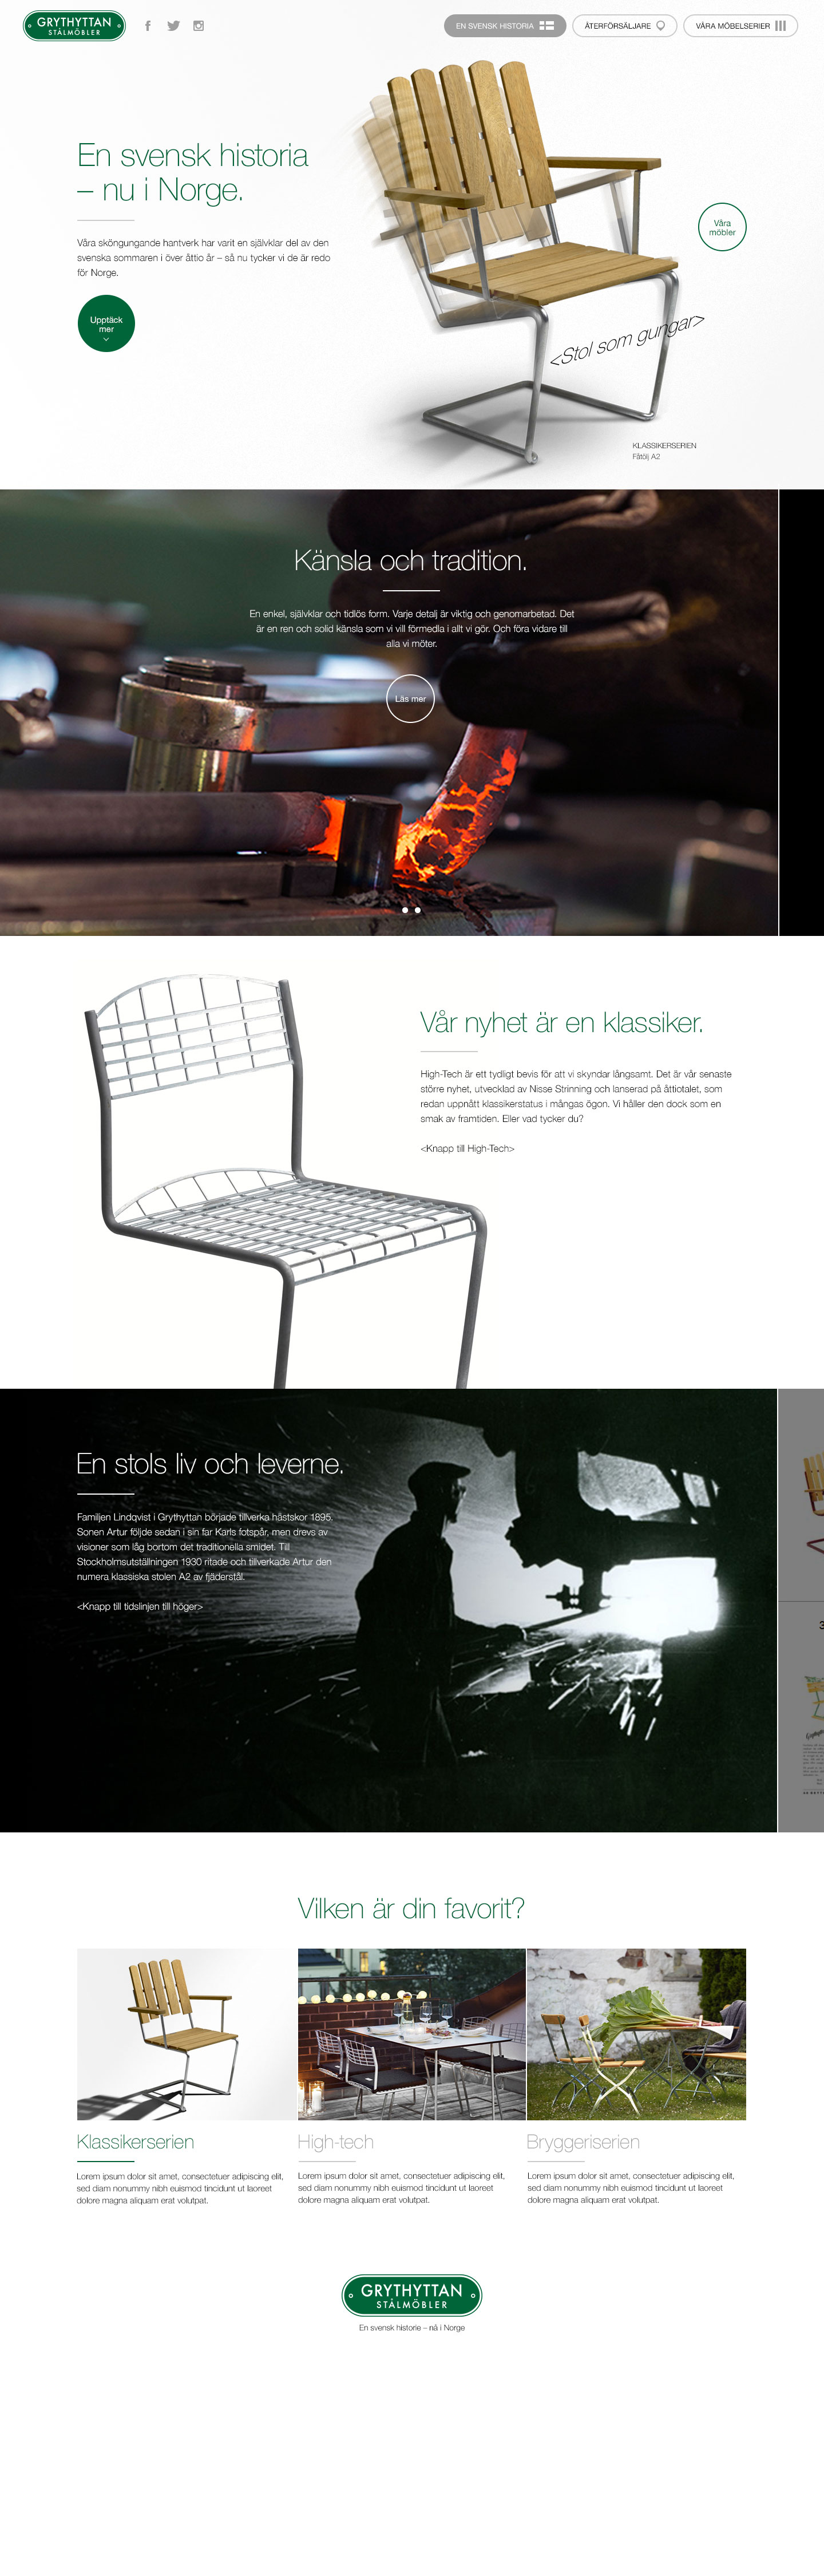 GRYTHYTTAN
STÅLMÖBLER
EN SVENSK HISTORIA
ÅTERFÖRSÄLJARE
VÅRA MÖBELSERIER
En svensk historia
– nu i Norge.
Våra sköngungande hantverk har varit en självklar del av den
svenska sommaren i över åttio år – så nu tycker vi de är redo
för Norge.
Upptäck
mer
Våra
möbler
<Stol som gungar>
KLASSIKERSERIEN
Fåtölj A2
Känsla och tradition.
En enkel, självklar och tidlös form. Varje detalj är viktig och genomarbetad. Det
är en ren och solid känsla som vi vill förmedla i allt vi gör. Och föra vidare till
alla vi möter.
Läs mer
Vår nyhet är en klassiker.
High-Tech är ett tydligt bevis för att vi skyndar långsamt. Det är vår senaste
större nyhet, utvecklad av Nisse Strinning och lanserad på åttiotalet, som
redan uppnått klassikerstatus i mångas ögon. Vi håller den dock som en
smak av framtiden. Eller vad tycker du?
<Knapp till High-Tech>
En stols liv och leverne.
Familjen Lindqvist i Grythyttan började tillverka hästskor 1895.
Sonen Artur följde sedan i sin far Karls fotspår, men drevs av
visioner som låg bortom det traditionella smidet. Till
Stockholmsutställningen 1930 ritade och tillverkade Artur den
numera klassiska stolen A2 av fjäderstål.
<Knapp till tidslinjen till höger>
3
Vilken är din favorit?
Klassikerserien
Lorem ipsum dolor sit amet, consectetuer adipiscing elit,
sed diam nonummy nibh euismod tincidunt ut laoreet
dolore magna aliquam erat volutpat.
High-tech
Lorem ipsum dolor sit amet, consectetuer adipiscing elit,
sed diam nonummy nibh euismod tincidunt ut laoreet
dolore magna aliquam erat volutpat.
Bryggeriserien
Lorem ipsum dolor sit amet, consectetuer adipiscing elit,
sed diam nonummy nibh euismod tincidunt ut laoreet
dolore magna aliquam erat volutpat.
GRYTHYTTAN
STÅLMÖBLER
En svensk historie – nå i Norge